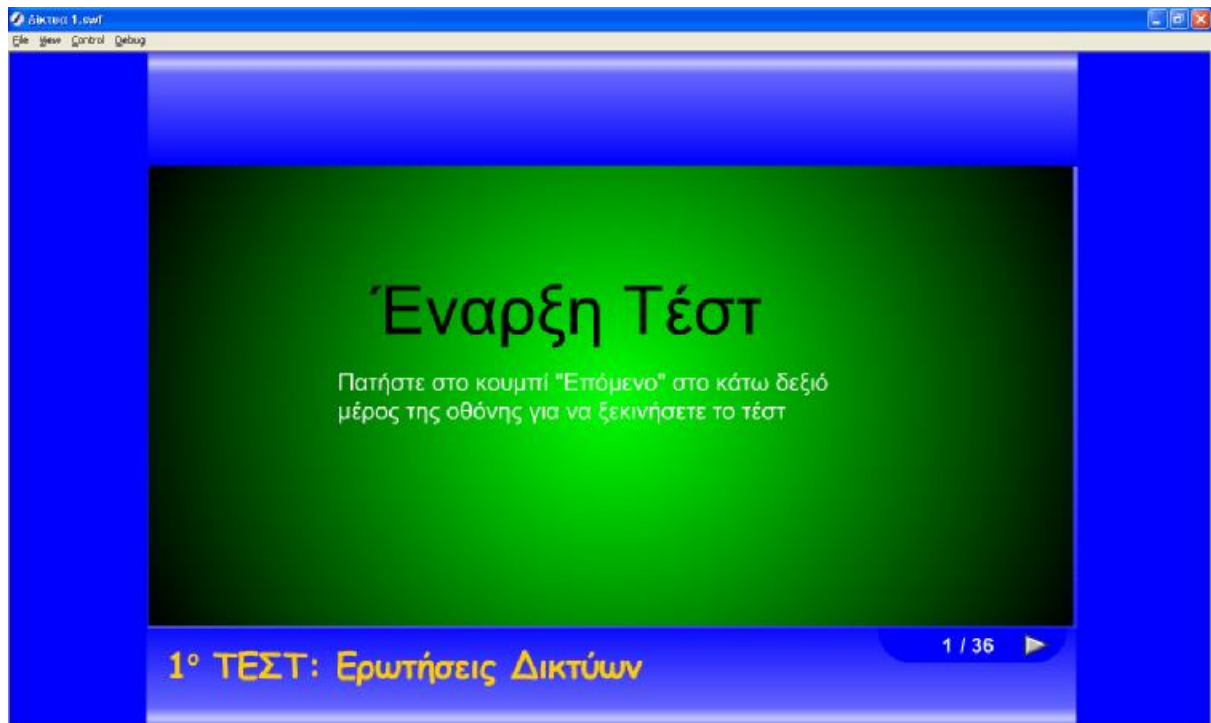 Δίκτυα 1.swf
File View Control Debug
Έναρξη Τέστ
Πατήστε στο κουμπί "Επόμενο" στο κάτω δεξιό
μέρος της οθόνης για να ξεκινήσετε το τέστ
1 / 36
1º ΤΕΣΤ: Ερωτήσεις Δικτύων